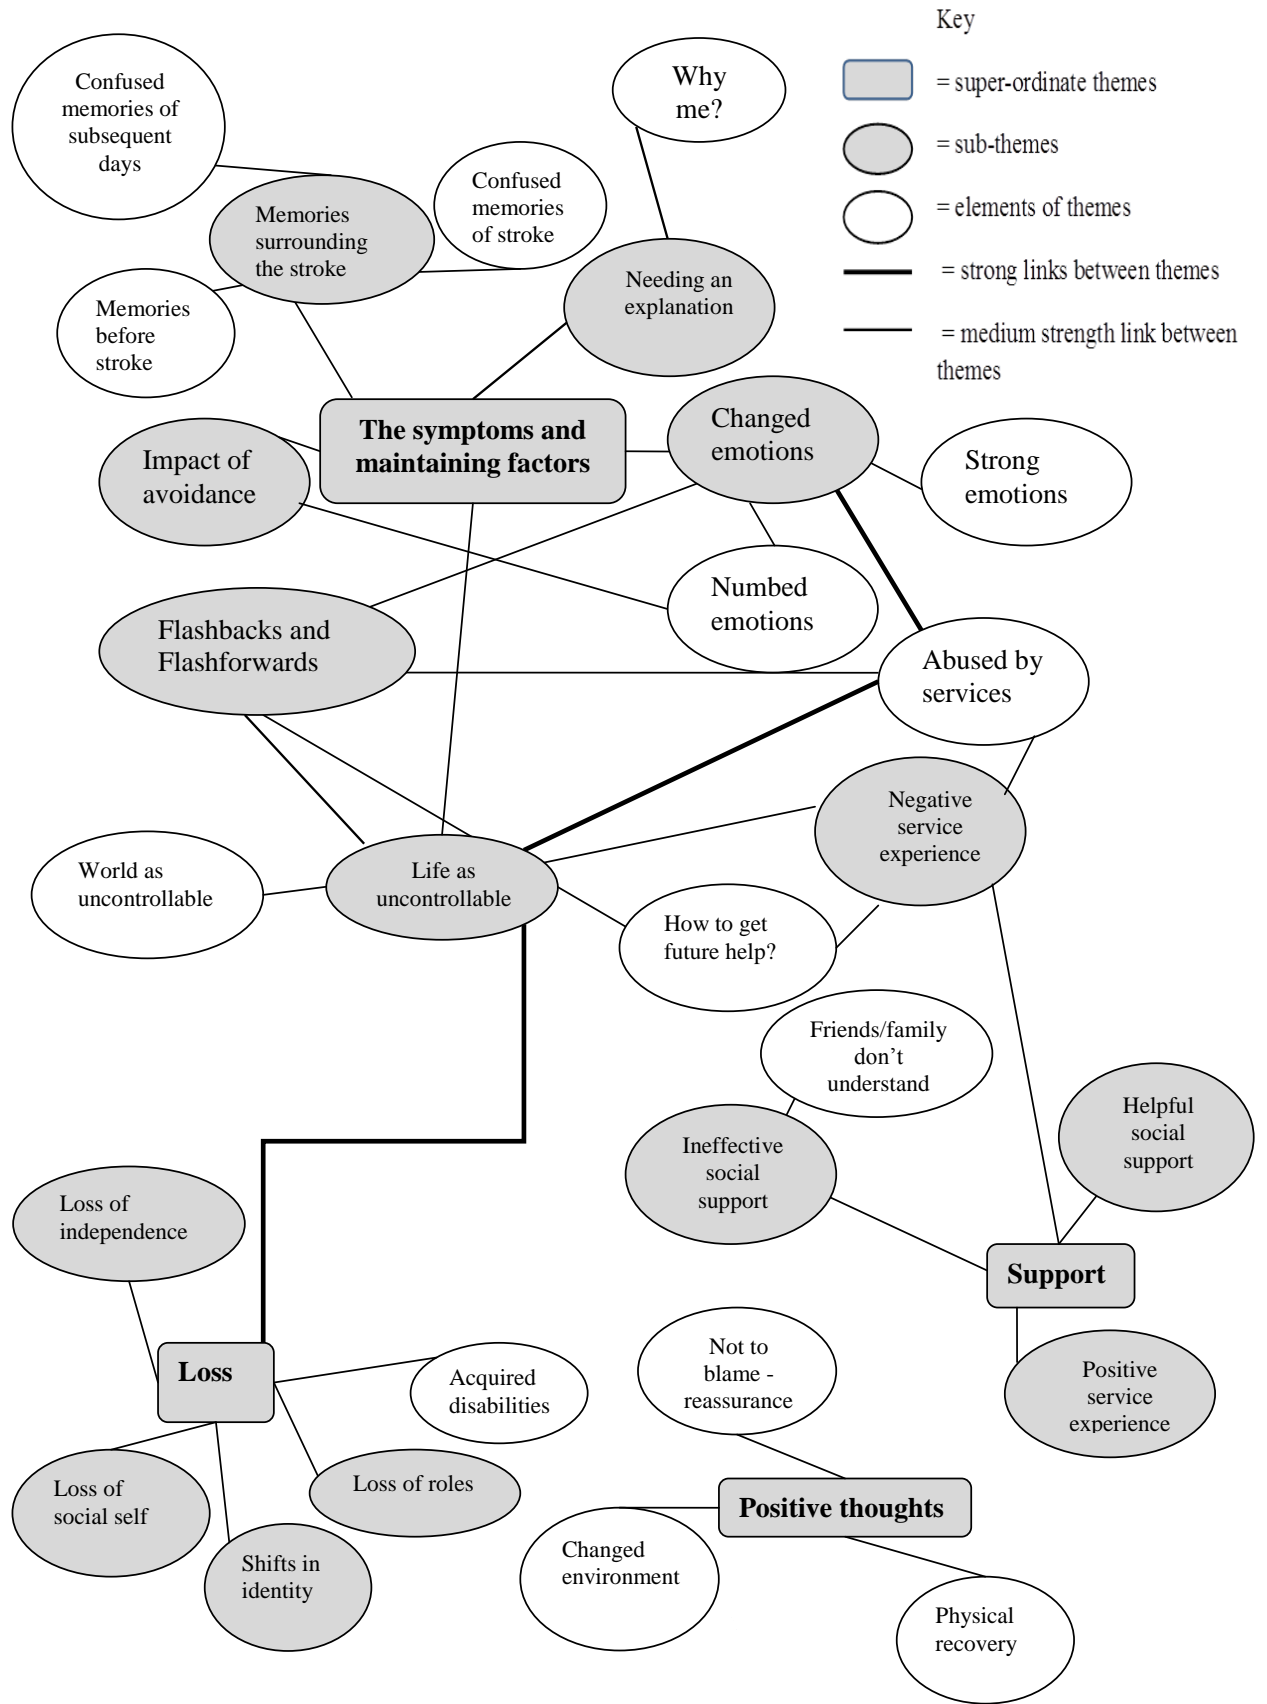 Key
= super-ordinate themes
= sub-themes
= elements of themes
= strong links between themes
= medium strength link between
themes
Confused
memories of
subsequent
days
Why
me?
Confused
memories
of stroke
Memories
surrounding
the stroke
Needing an
explanation
Memories
before
stroke
The symptoms and
maintaining factors
Changed
emotions
Impact of
avoidance
Strong
emotions
Numbed
emotions
Flashbacks and
Flashforwards
Abused by
services
Negative
service
experience
World as
uncontrollable
Life as
uncontrollable
How to get
future help?
Friends/family
don’t
understand
Helpful
social
support
Ineffective
social
support
Loss of
independence
Support
Not to
blame -
reassurance
Loss
Acquired
disabilities
Positive
service
experience
Loss of
social self
Loss of roles
Positive thoughts
Shifts in
identity
Changed
environment
Physical
recovery